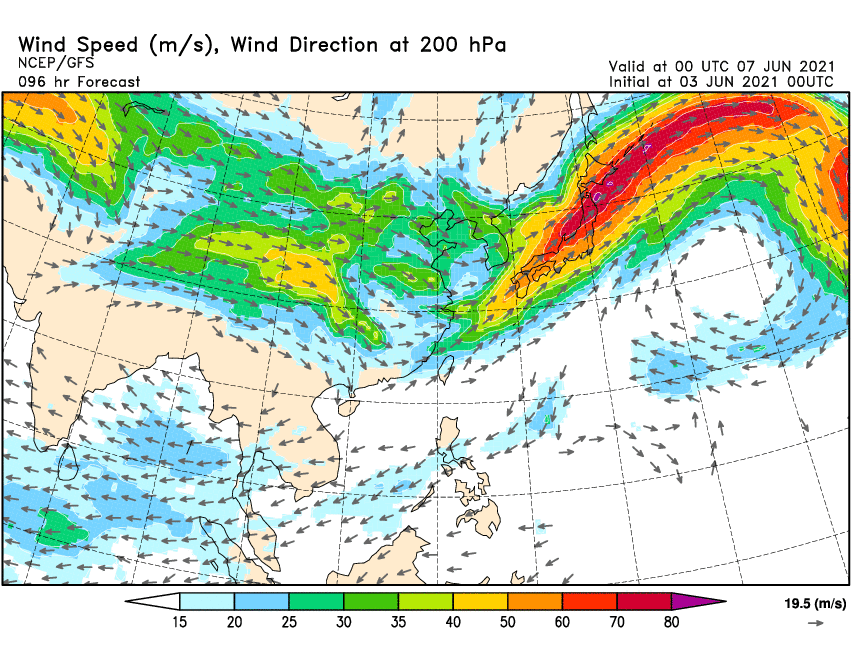 Wind Speed (m/s), Wind Direction at 200 hPa
NCEP/GFS
096 hr Forecast
Valid at 00 UTC 07 JUN 2021
Initial at 03 JUN 2021 00UTC
15 20 25 30 35 40 50 60 70 80
19.5 (m/s)